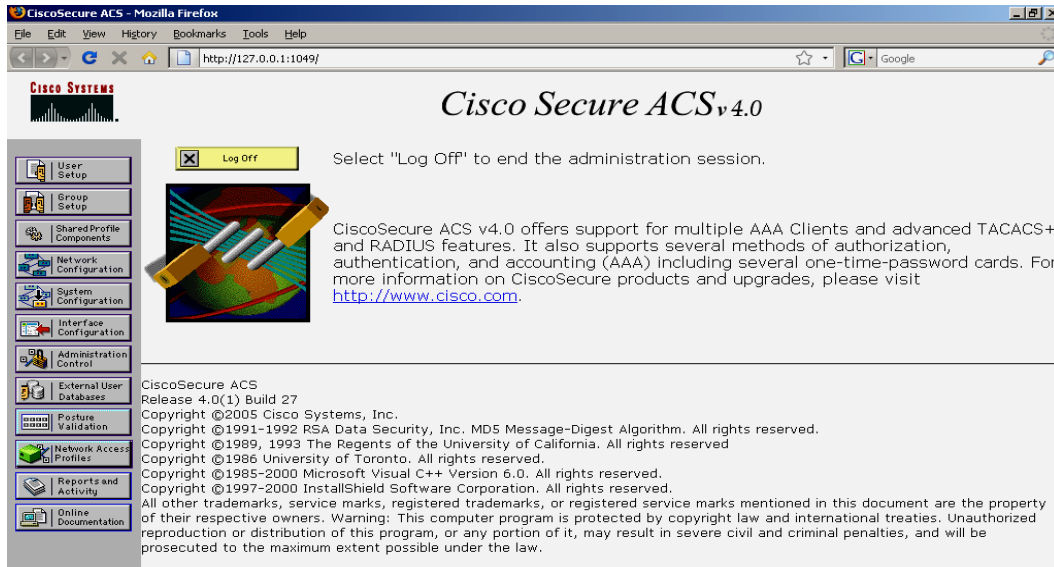 CiscoSecure ACS - Mozilla Firefox
File Edit View History Bookmarks Tools Help
http://127.0.0.1:1049/
G Google
CISCO SYSTEMS
Cisco Secure ACS v 4.0
Log Off
Select "Log Off" to end the administration session.
User
Setup
Group
Setup
Shared Profile
Components
Network
Configuration
System
Configuration
Interface
Configuration
Administration
Control
External User
Databases
Posture
Validation
Network Access
Profiles
Reports and
Activity
Online
Documentation
CiscoSecure ACS v4.0 offers support for multiple AAA Clients and advanced TACACS+
and RADIUS features. It also supports several methods of authorization,
authentication, and accounting (AAA) including several one-time-password cards. For
more information on CiscoSecure products and upgrades, please visit
http://www.cisco.com.
CiscoSecure ACS
Release 4.0(1) Build 27
Copyright ©2005 Cisco Systems, Inc.
Copyright ©1991-1992 RSA Data Security, Inc. MD5 Message-Digest Algorithm. All rights reserved.
Copyright ©1989, 1993 The Regents of the University of California. All rights reserved
Copyright ©1986 University of Toronto. All rights reserved.
Copyright ©1985-2000 Microsoft Visual C++ Version 6.0. All rights reserved.
Copyright ©1997-2000 InstallShield Software Corporation. All rights reserved.
All other trademarks, service marks, registered trademarks, or registered service marks mentioned in this document are the property
of their respective owners. Warning: This computer program is protected by copyright law and international treaties. Unauthorized
reproduction or distribution of this program, or any portion of it, may result in severe civil and criminal penalties, and will be
prosecuted to the maximum extent possible under the law.